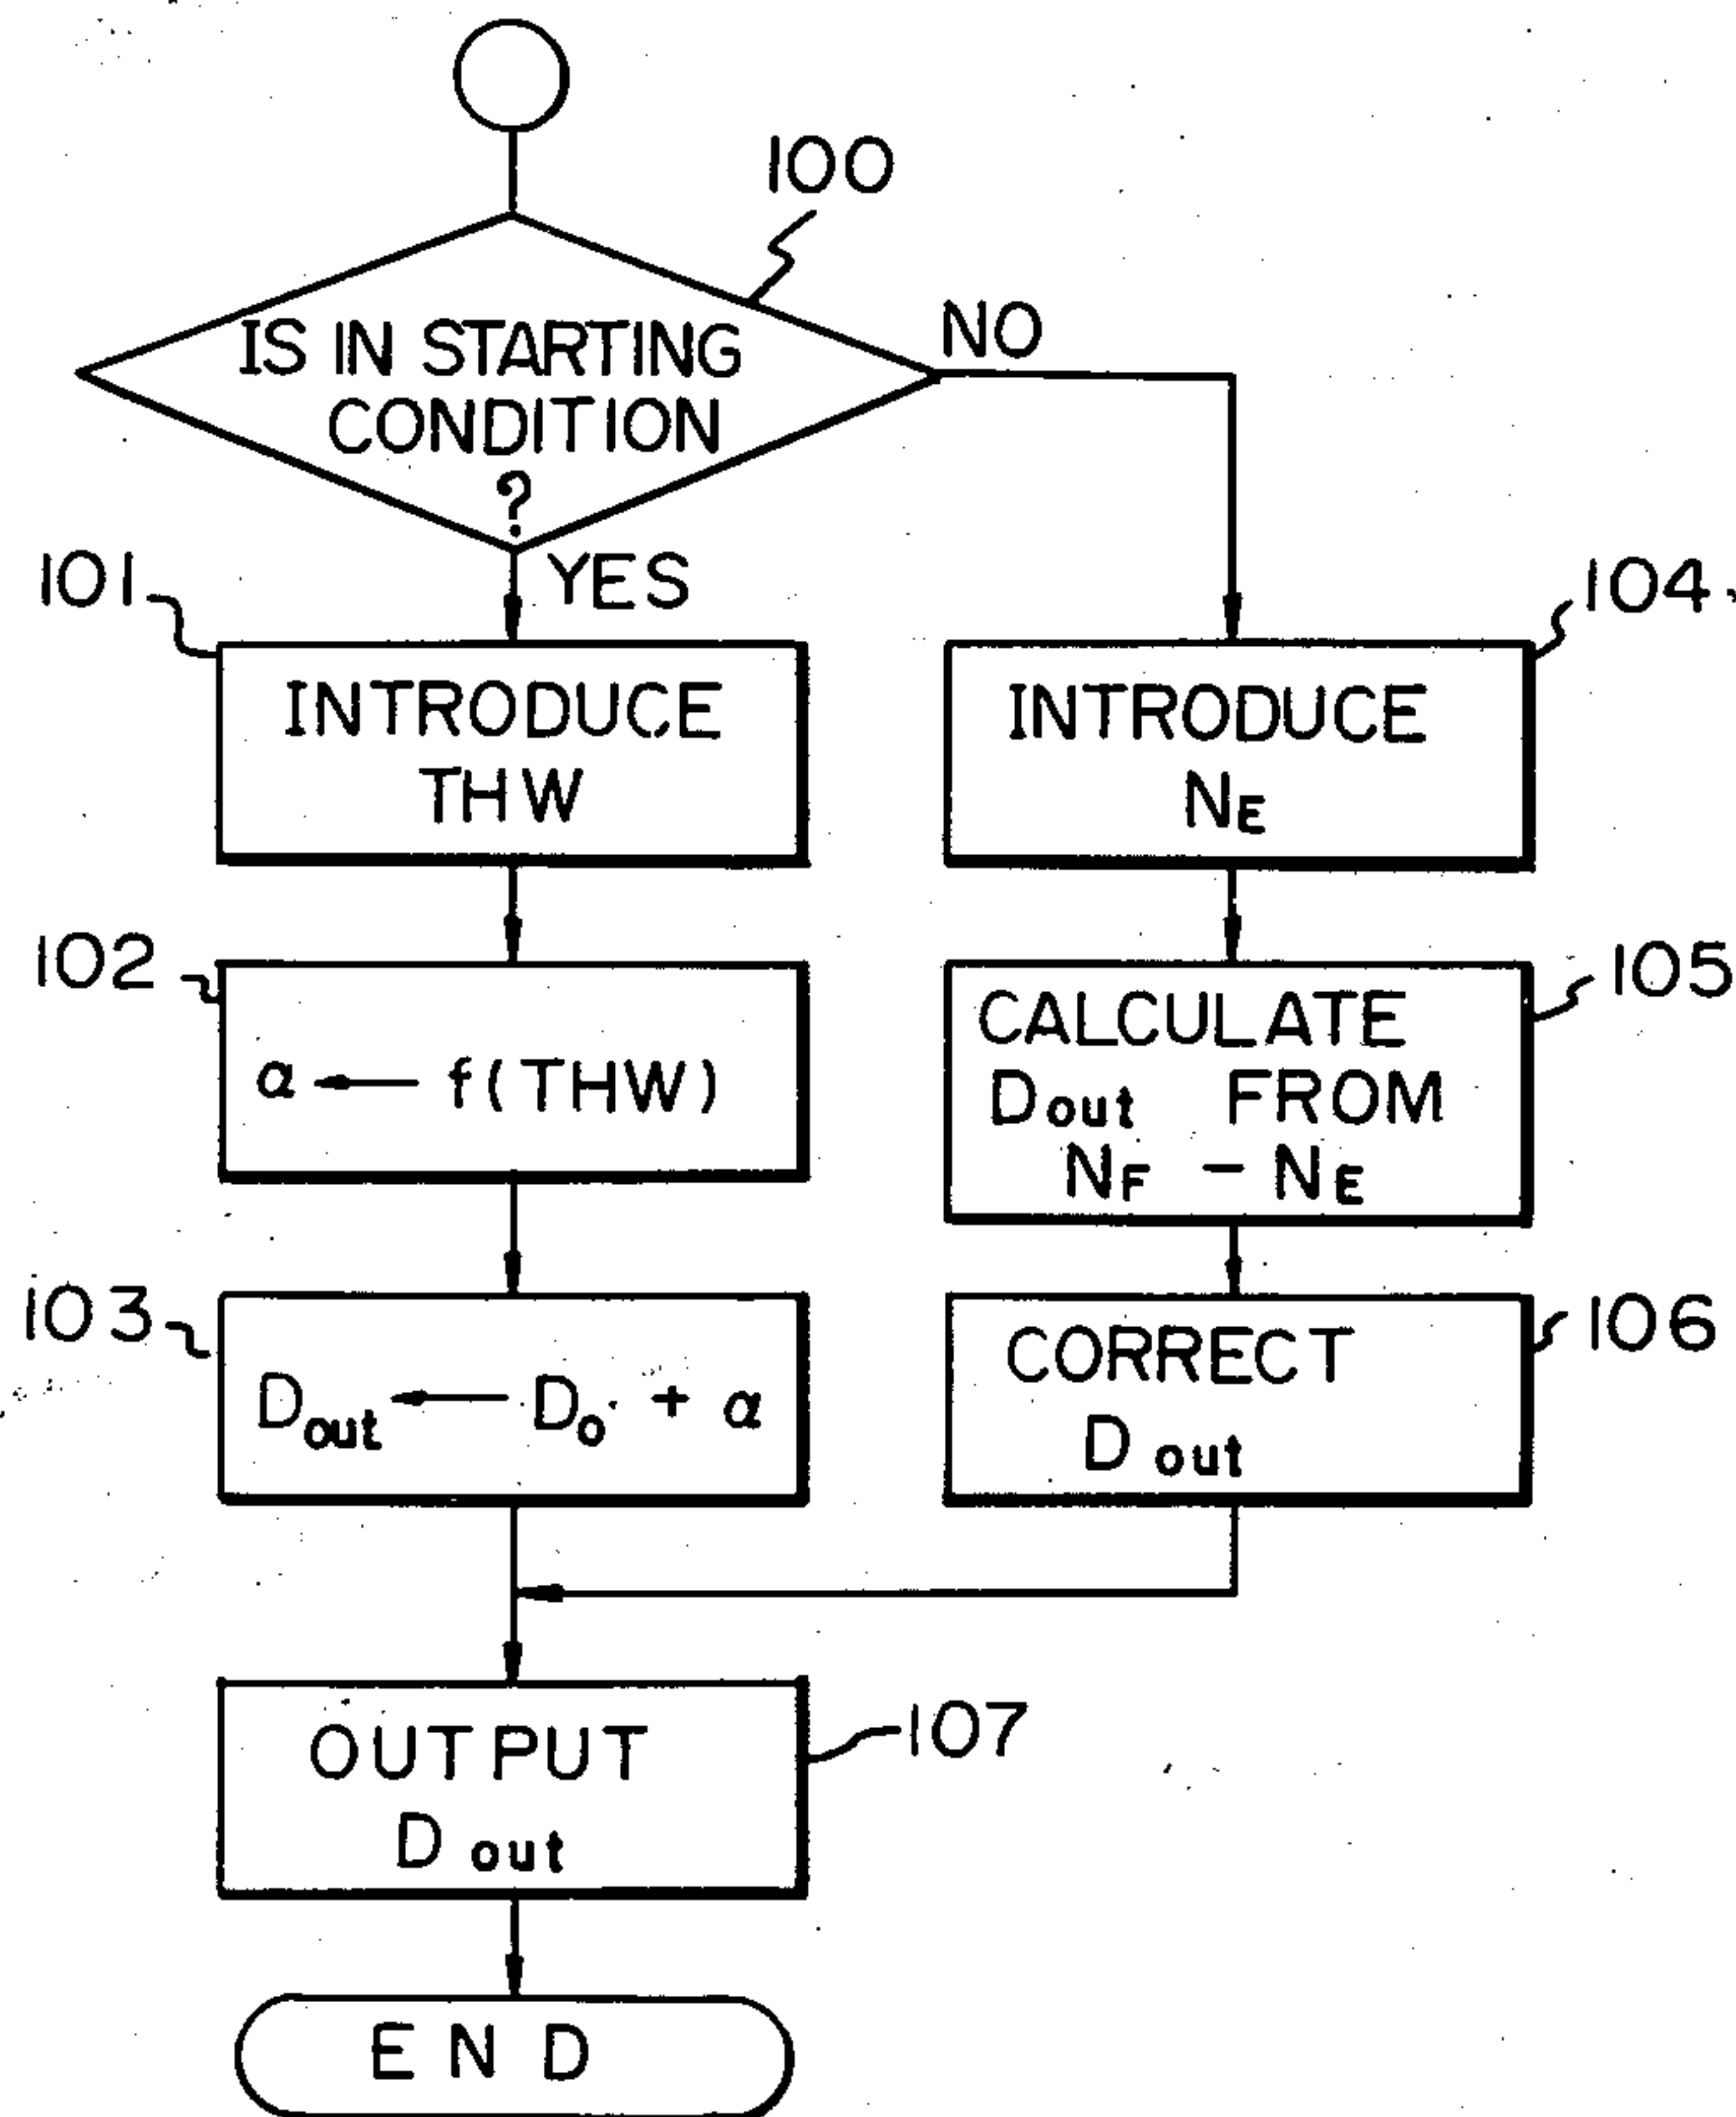 100
IS IN STARTING
CONDITION
?
NO
YES
101
INTRODUCE
THW
104
INTRODUCE
NE
102
α ← f(THW)
105
CALCULATE
Dout FROM
NF - NE
103
Dout ← Do + α
106
CORRECT
Dout
107
OUTPUT
Dout
END